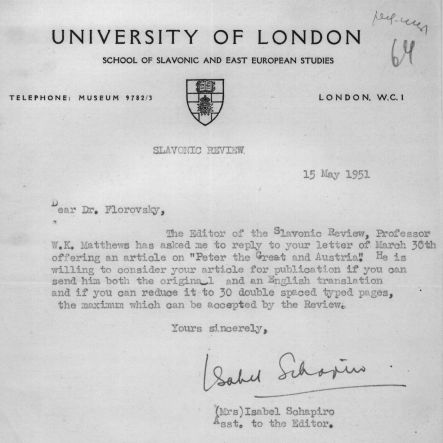 64
UNIVERSITY OF LONDON
SCHOOL OF SLAVONIC AND EAST EUROPEAN STUDIES
TELEPHONE: MUSEUM 9782/3
LONDON, W.C.1
SLAVONIC REVIEW
15 May 1951
Dear Dr. Florovsky,
The Editor of the Slavonic Review, Professor
W.K. Matthews has asked me to reply to your letter of March 30th
offering an article on "Peter the Great and Austria". He is
willing to consider your article for publication if you can
send him both the original and an English translation
and if you can reduce it to 30 double spaced typed pages,
the maximum which can be accepted by the Review.
Yours sincerely,
Isabel Schapiro
(Mrs)Isabel Schapiro
Asst. to the Editor.